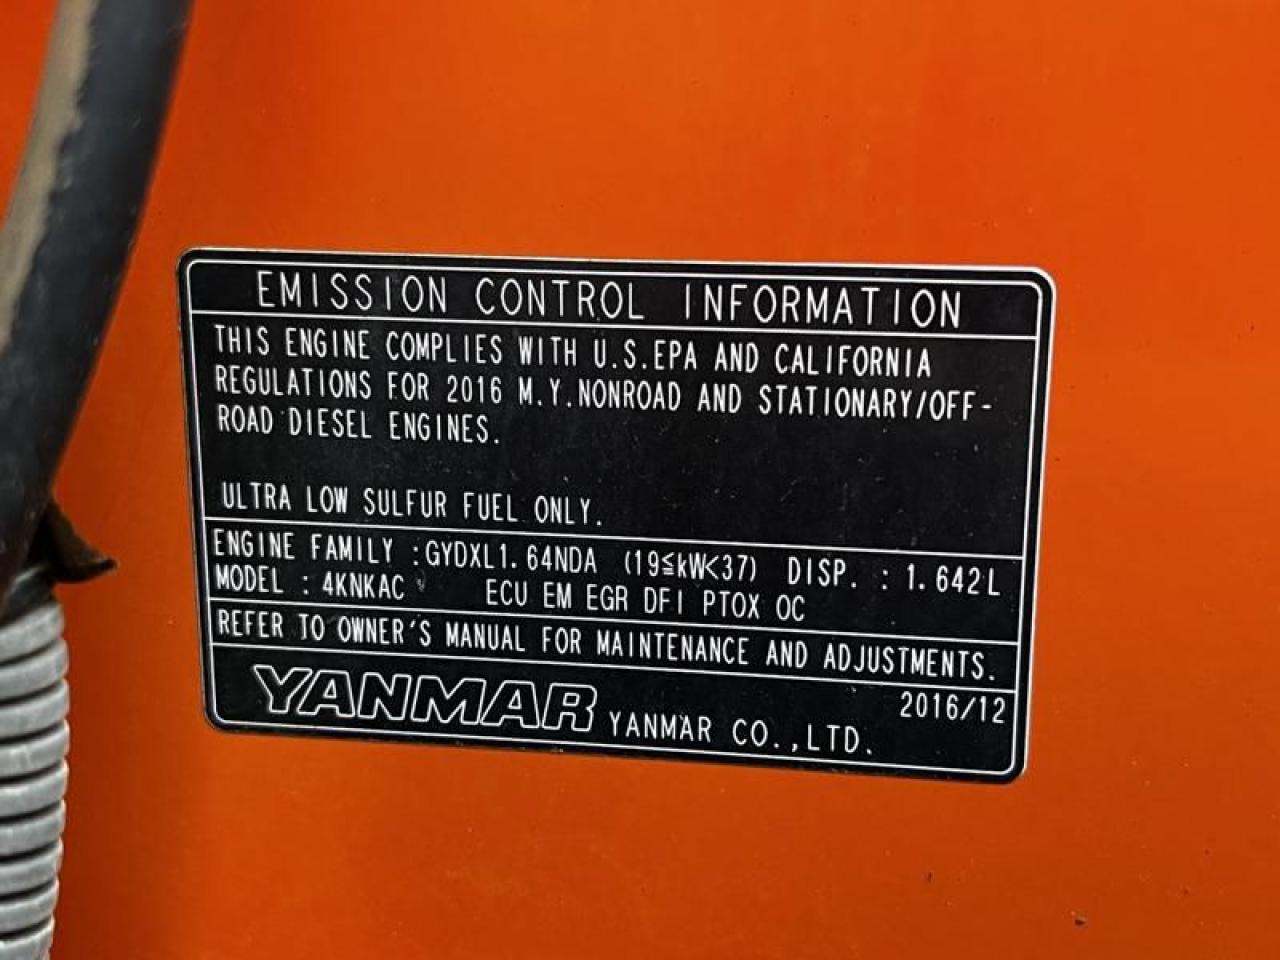 EMISSION CONTROL INFORMATION
THIS ENGINE COMPLIES WITH U.S.EPA AND CALIFORNIA
REGULATIONS FOR 2016 M.Y.NONROAD AND STATIONARY/OFF-
ROAD DIESEL ENGINES.
ULTRA LOW SULFUR FUEL ONLY.
ENGINE FAMILY :GYDXL1.64NDA (19≦kW<37) DISP. : 1.642L
MODEL : 4KNKAC ECU EM EGR DFI PTOX OC
REFER TO OWNER'S MANUAL FOR MAINTENANCE AND ADJUSTMENTS.
2016/12
YANMAR YANMAR CO.,LTD.